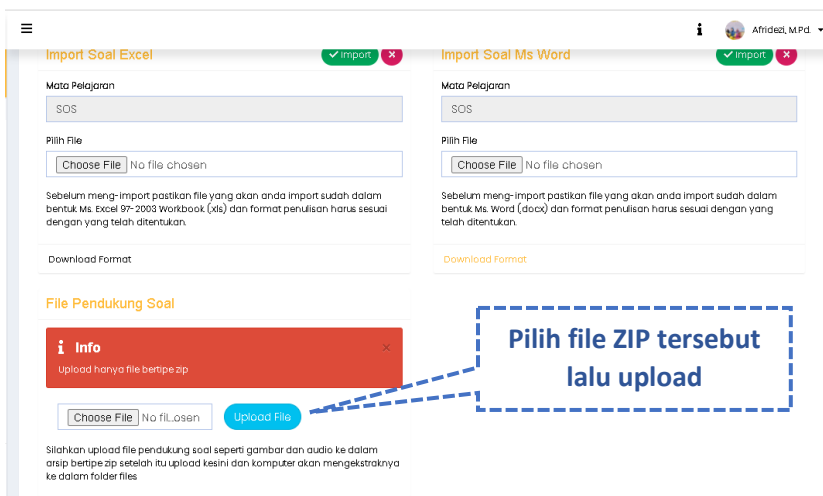 Afridezi, M.Pd.
Import Soal Excel
Import
Mata Pelajaran
SOS
Pilih File
Choose File No file chosen
Sebelum meng-import pastikan file yang akan anda import sudah dalam
bentuk Ms. Excel 97-2003 Workbook (.xls) dan format penulisan harus sesuai
dengan yang telah ditentukan.
Download Format
Import Soal Ms Word
Import
Mata Pelajaran
SOS
Pilih File
Choose File No file chosen
Sebelum meng-import pastikan file yang akan anda import sudah dalam
bentuk Ms. Word (docx) dan format penulisan harus sesuai dengan yang
telah ditentukan.
Download Format
File Pendukung Soal
Info
Upload hanya file bertipe zip
Choose File No fil...osen
Upload File
Silahkan upload file pendukung soal seperti gambar dan audio ke dalam
arsip bertipe zip setelah itu upload kesini dan komputer akan mengekstraknya
ke dalam folder files
Pilih file ZIP tersebut
lalu upload